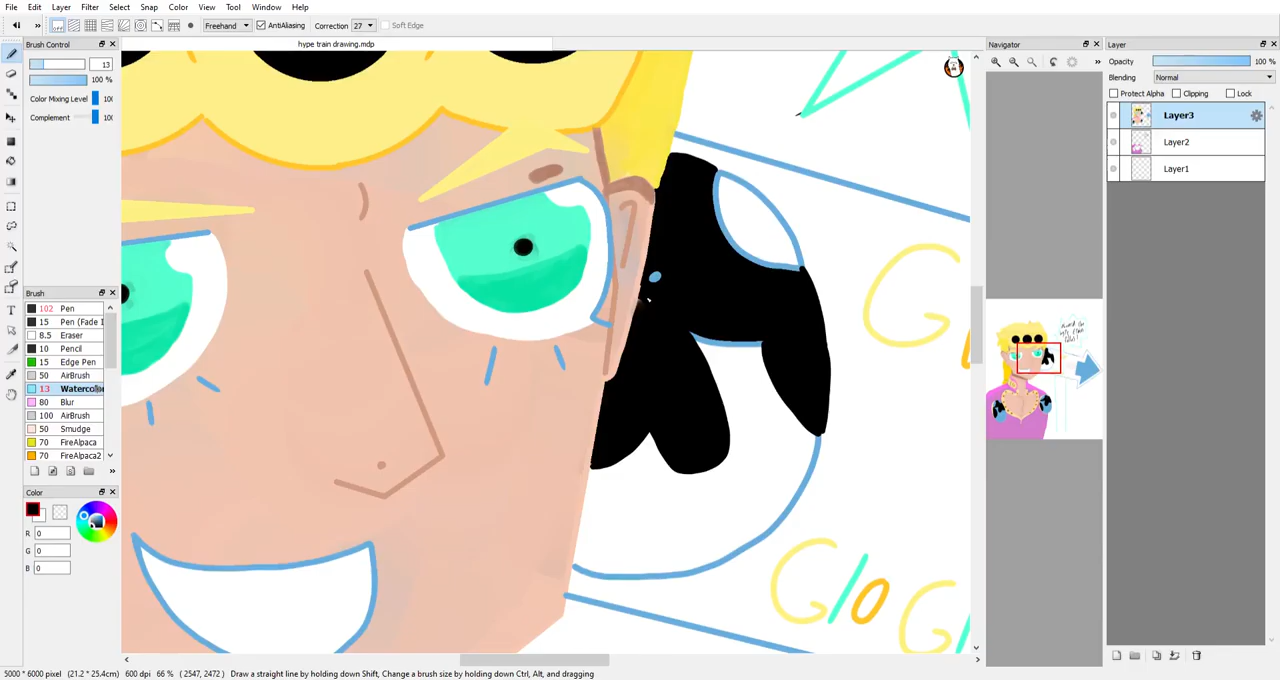 File Edit Layer Select Snap Color View Tool Window Help
Freehand AntiAliasing Correction 27 Soft Edge
Brush Control
hype train drawing.mdp
Navigator
Layer
13
100 %
Color Mixing Level 100
Complement 100
Opacity 100 %
Blending Normal
Protect Alpha Clipping Lock
Layer3
Layer2
Layer1
Brush
102 Pen
15 Pen (Fade
8.5 Eraser
10 Pencil
15 Edge Pen
50 AirBrush
13 Watercolor
80 Blur
100 AirBrush
50 Smudge
70 FireAlpaca
70 FireAlpaca2
Color
R 0
G 0
B 0
G
GIO G
5000 * 6000 pixel (21.2 * 25.4cm) 600 dpi 66 % ( 2547, 2472 ) Draw a straight line by holding down Shift, Change a brush size by holding down Ctrl, Alt, and dragging